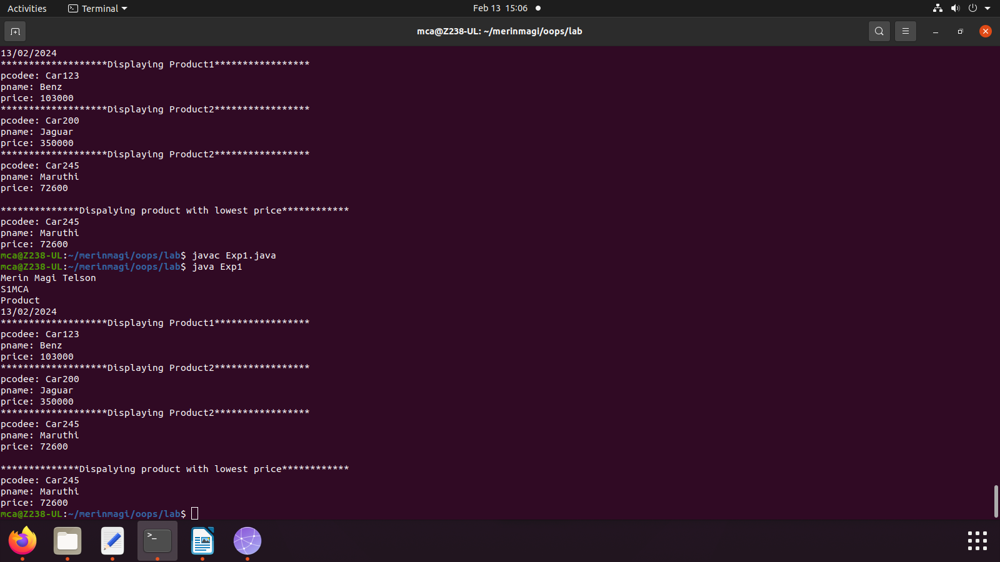 Activities Terminal Feb 13 15:06
mca@Z238-UL: ~/merinmagi/oops/lab
13/02/2024
*******************Displaying Product1*****************
pcodee: Car123
pname: Benz
price: 103000
*******************Displaying Product2*****************
pcodee: Car200
pname: Jaguar
price: 350000
*******************Displaying Product2*****************
pcodee: Car245
pname: Maruthi
price: 72600
**************Dispalying product with lowest price************
pcodee: Car245
pname: Maruthi
price: 72600
mca@Z238-UL:~/merinmagi/oops/lab$ javac Exp1.java
mca@Z238-UL:~/merinmagi/oops/lab$ java Exp1
Merin Magi Telson
S1MCA
Product
13/02/2024
*******************Displaying Product1*****************
pcodee: Car123
pname: Benz
price: 103000
*******************Displaying Product2*****************
pcodee: Car200
pname: Jaguar
price: 350000
*******************Displaying Product2*****************
pcodee: Car245
pname: Maruthi
price: 72600
**************Dispalying product with lowest price************
pcodee: Car245
pname: Maruthi
price: 72600
mca@Z238-UL:~/merinmagi/oops/lab$